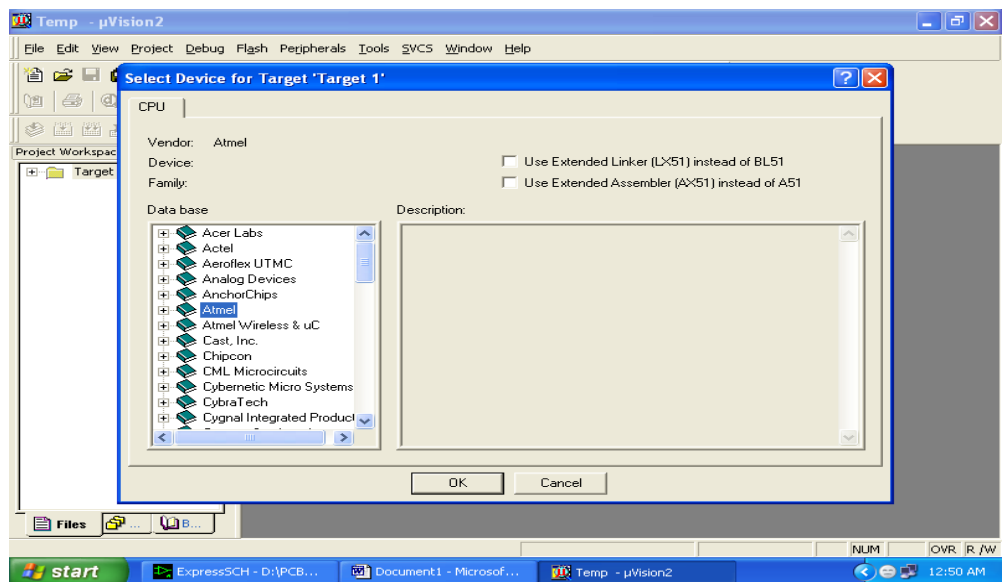 Temp - µVision2
File Edit View Project Debug Flash Peripherals Tools SVCS Window Help
Select Device for Target 'Target 1'
CPU
Project Workspac
Target
Vendor: Atmel
Device:
Family:
Use Extended Linker (LX51) instead of BL51
Use Extended Assembler (AX51) instead of A51
Data base
Description:
Acer Labs
Actel
Aeroflex UTMC
Analog Devices
AnchorChips
Atmel
Atmel Wireless & uC
Cast, Inc.
Chipcon
CML Microcircuits
Cybernetic Micro Systems
CybraTech
Cygnal Integrated Product
OK Cancel
Files ... B...
NUM OVR R/W
start ExpressSCH - D:\PCB... Document1 - Microsof... Temp - µVision2 12:50 AM